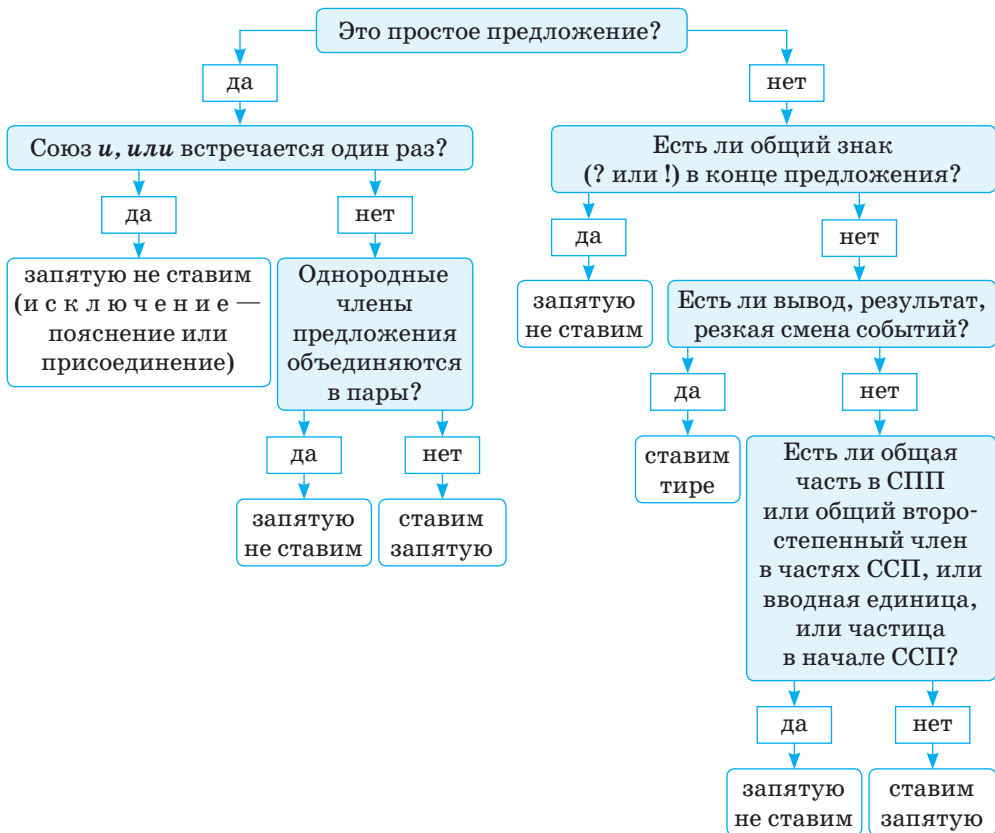 Это простое предложение?
да
нет
Союз и, или встречается один раз?
Есть ли общий знак
(? или !) в конце предложения?
да
нет
да
нет
запятую не ставим
(исключение —
пояснение или
присоединение)
Однородные
члены
предложения
объединяются
в пары?
запятую
не ставим
Есть ли вывод, результат,
резкая смена событий?
да
нет
да
нет
запятую
не ставим
ставим
запятую
ставим
тире
Есть ли общая
часть в СПП
или общий второ-
степенный член
в частях ССП, или
вводная единица,
или частица
в начале ССП?
да
нет
запятую
не ставим
ставим
запятую